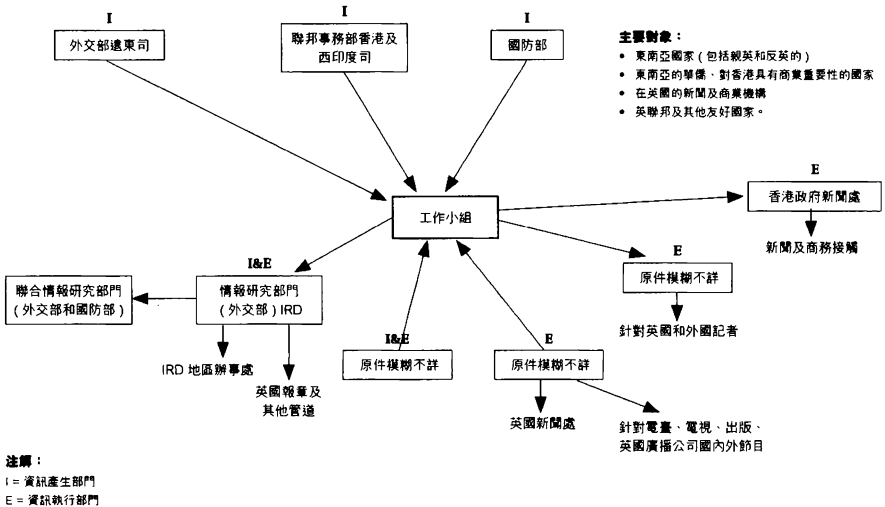 I
外交部遠東司
I
聯邦事務部香港及
西印度司
I
國防部
主要對象：
• 東南亞國家（包括親英和反英的）
• 東南亞的華僑、對香港具有商業重要性的國家
• 在英國的新聞及商業機構
• 英聯邦及其他友好國家。
工作小組
E
香港政府新聞處
新聞及商務接觸
E
原件模糊不詳
針對英國和外國記者
I&E
情報研究部門
（外交部）IRD
聯合情報研究部門
（外交部和國防部）
IRD 地區辦事處
英國報章及
其他管道
I&E
原件模糊不詳
E
原件模糊不詳
英國新聞處
針對電臺、電視、出版、
英國廣播公司國內外節目
注解：
I = 資訊產生部門
E = 資訊執行部門